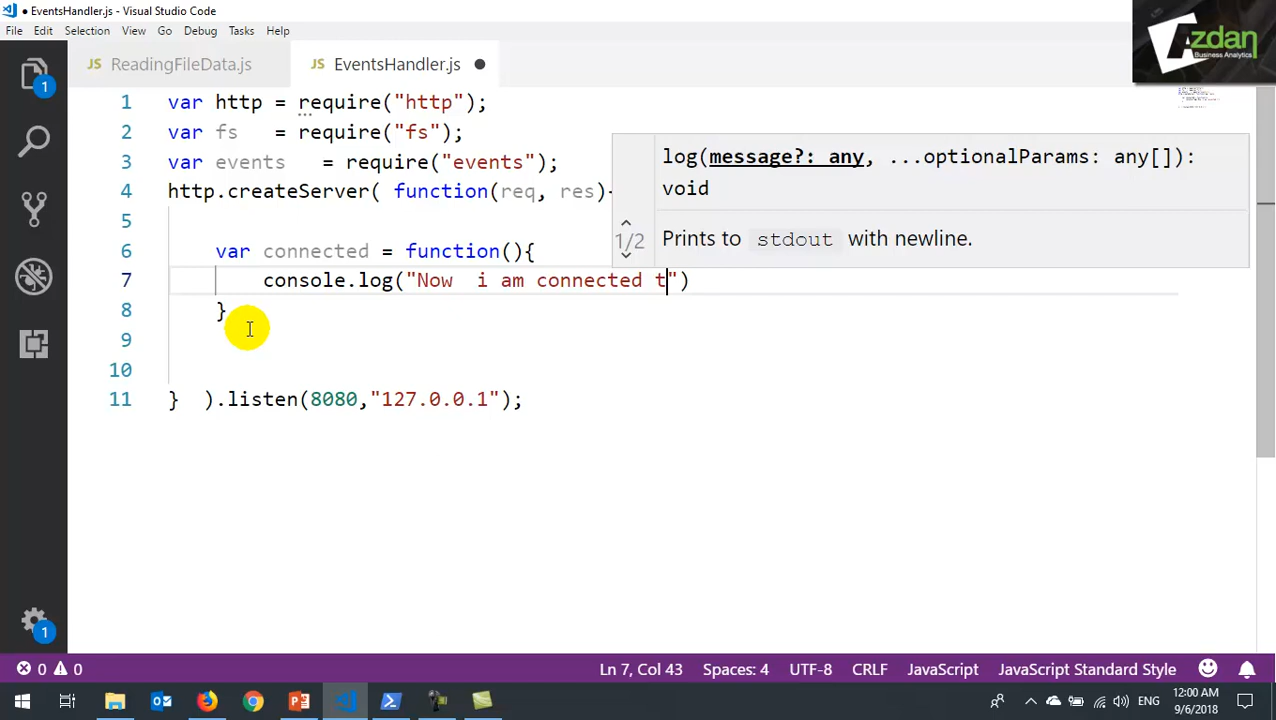 EventsHandler.js - Visual Studio Code
File Edit Selection View Go Debug Tasks Help
Azdan
Business Analytics
JS ReadingFileData.js JS EventsHandler.js
1 var http = require("http");
2 var fs = require("fs");
3 var events = require("events");
4 http.createServer( function(req, res)
5
6 var connected = function(){
7 console.log("Now i am connected t")
8 }
9
10
11 } ).listen(8080,"127.0.0.1");
log(message?: any, ...optionalParams: any[]):
void
1/2 Prints to stdout with newline.
1
1
0 0 Ln 7, Col 43 Spaces: 4 UTF-8 CRLF JavaScript JavaScript Standard Style
ENG 12:00 AM
9/6/2018